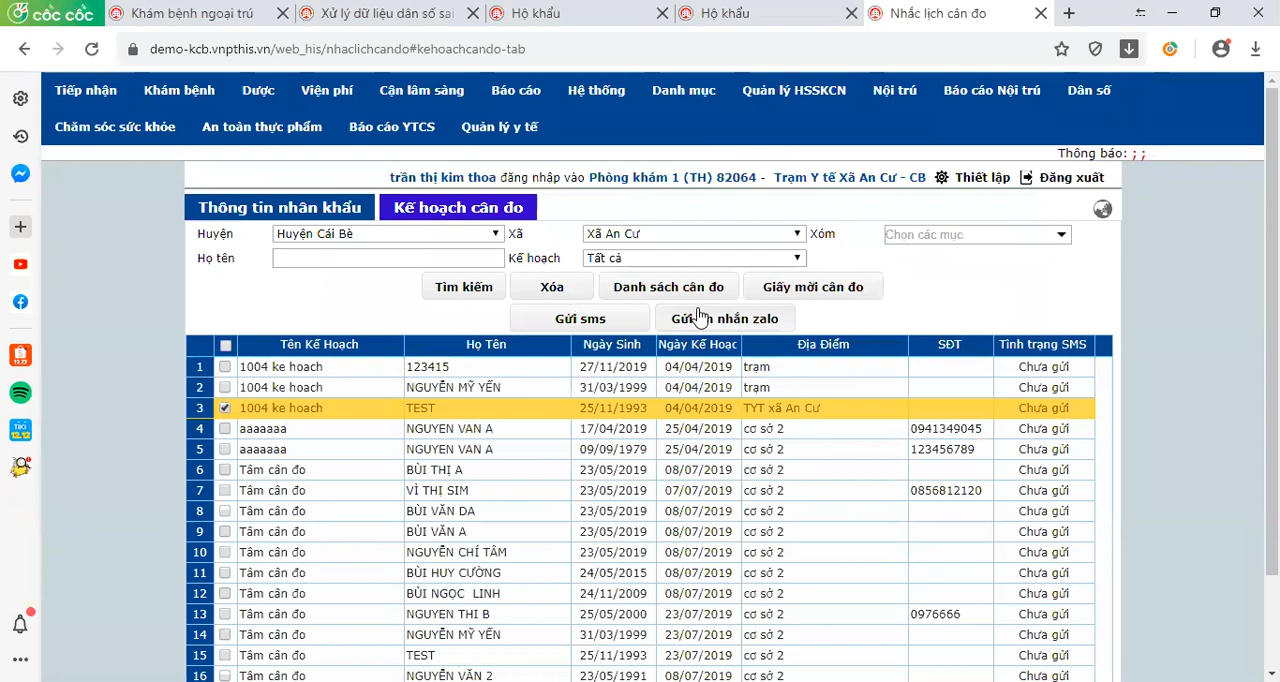 cốc cốc
Khám bệnh ngoại trú
Xử lý dữ liệu dân số sai
Hộ khẩu
Hộ khẩu
Nhắc lịch cân đo
demo-kcb.vnpthis.vn/web_his/nhaclichcando#kehoachcando-tab
Tiếp nhận Khám bệnh Dược Viện phí Cận lâm sàng Báo cáo Hệ thống Danh mục Quản lý HSSKCN Nội trú Báo cáo Nội trú Dân số
Chăm sóc sức khỏe An toàn thực phẩm Báo cáo YTCS Quản lý y tế
Thông báo: ; ;
trần thị kim thoa đăng nhập vào Phòng khám 1 (TH) 82064 - Trạm Y tế Xã An Cư - CB Thiết lập Đăng xuất
Thông tin nhân khẩu Kế hoạch cân đo
Huyện Huyện Cái Bè Xã Xã An Cư Xóm Chọn các mục
Họ tên Kế hoạch Tất cả
Tìm kiếm Xóa Danh sách cân đo Giấy mời cân đo
Gửi sms Gửi nhắn zalo
Tên Kế Hoạch Họ Tên Ngày Sinh Ngày Kế Hoạc Địa Điểm SĐT Tình trạng SMS
1 1004 ke hoach 123415 27/11/2019 04/04/2019 trạm Chưa gửi
2 1004 ke hoach NGUYỄN MỸ YẾN 31/03/1999 04/04/2019 trạm Chưa gửi
3 1004 ke hoach TEST 25/11/1993 04/04/2019 TYT xã An Cư Chưa gửi
4 aaaaaaa NGUYEN VAN A 17/04/2019 25/04/2019 cơ sở 2 0941349045 Chưa gửi
5 aaaaaaa NGUYEN VAN A 09/09/1979 25/04/2019 cơ sở 2 123456789 Chưa gửi
6 Tâm cân đo BÙI THỊ A 23/05/2019 08/07/2019 cơ sở 2 Chưa gửi
7 Tâm cân đo VÌ THỊ SIM 23/05/2019 07/07/2019 cơ sở 2 0856812120 Chưa gửi
8 Tâm cân đo BÙI VĂN DA 23/05/2019 08/07/2019 cơ sở 2 Chưa gửi
9 Tâm cân đo BÙI VĂN A 23/05/2019 08/07/2019 cơ sở 2 Chưa gửi
10 Tâm cân đo NGUYỄN CHÍ TÂM 23/05/2019 08/07/2019 cơ sở 2 Chưa gửi
11 Tâm cân đo BÙI HUY CƯỜNG 24/05/2015 08/07/2019 cơ sở 2 Chưa gửi
12 Tâm cân đo BÙI NGỌC LINH 24/11/2009 08/07/2019 cơ sở 2 Chưa gửi
13 Tâm cân đo NGUYEN THI B 25/05/2000 23/07/2019 cơ sở 2 0976666 Chưa gửi
14 Tâm cân đo NGUYỄN MỸ YẾN 31/03/1999 23/07/2019 cơ sở 2 Chưa gửi
15 Tâm cân đo TEST 25/11/1993 23/07/2019 cơ sở 2 Chưa gửi
16 Tâm cân đo NGUYỄN VĂN 2 23/05/1991 08/07/2019 cơ sở 2 Chưa gửi